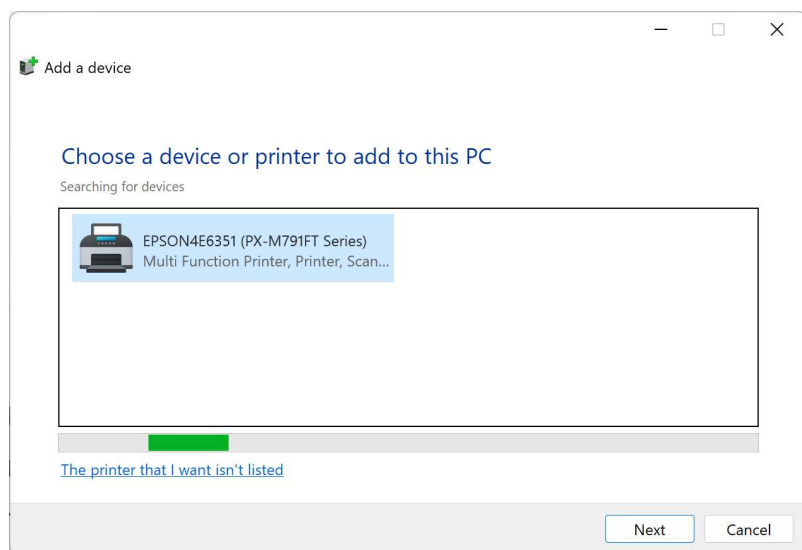 Add a device
Choose a device or printer to add to this PC
Searching for devices
EPSON4E6351 (PX-M791FT Series)
Multi Function Printer, Printer, Scan...
The printer that I want isn't listed
Next
Cancel